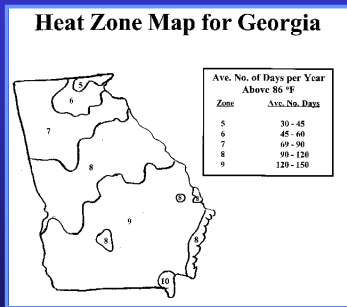 Heat Zone Map for Georgia
Ave. No. of Days per Year
Above 86 °F
Zone Ave. No. Days
5 30 - 45
6 45 - 60
7 69 - 90
8 90 - 120
9 120 - 150
5
6
7
8
9
8
8
8
8
10